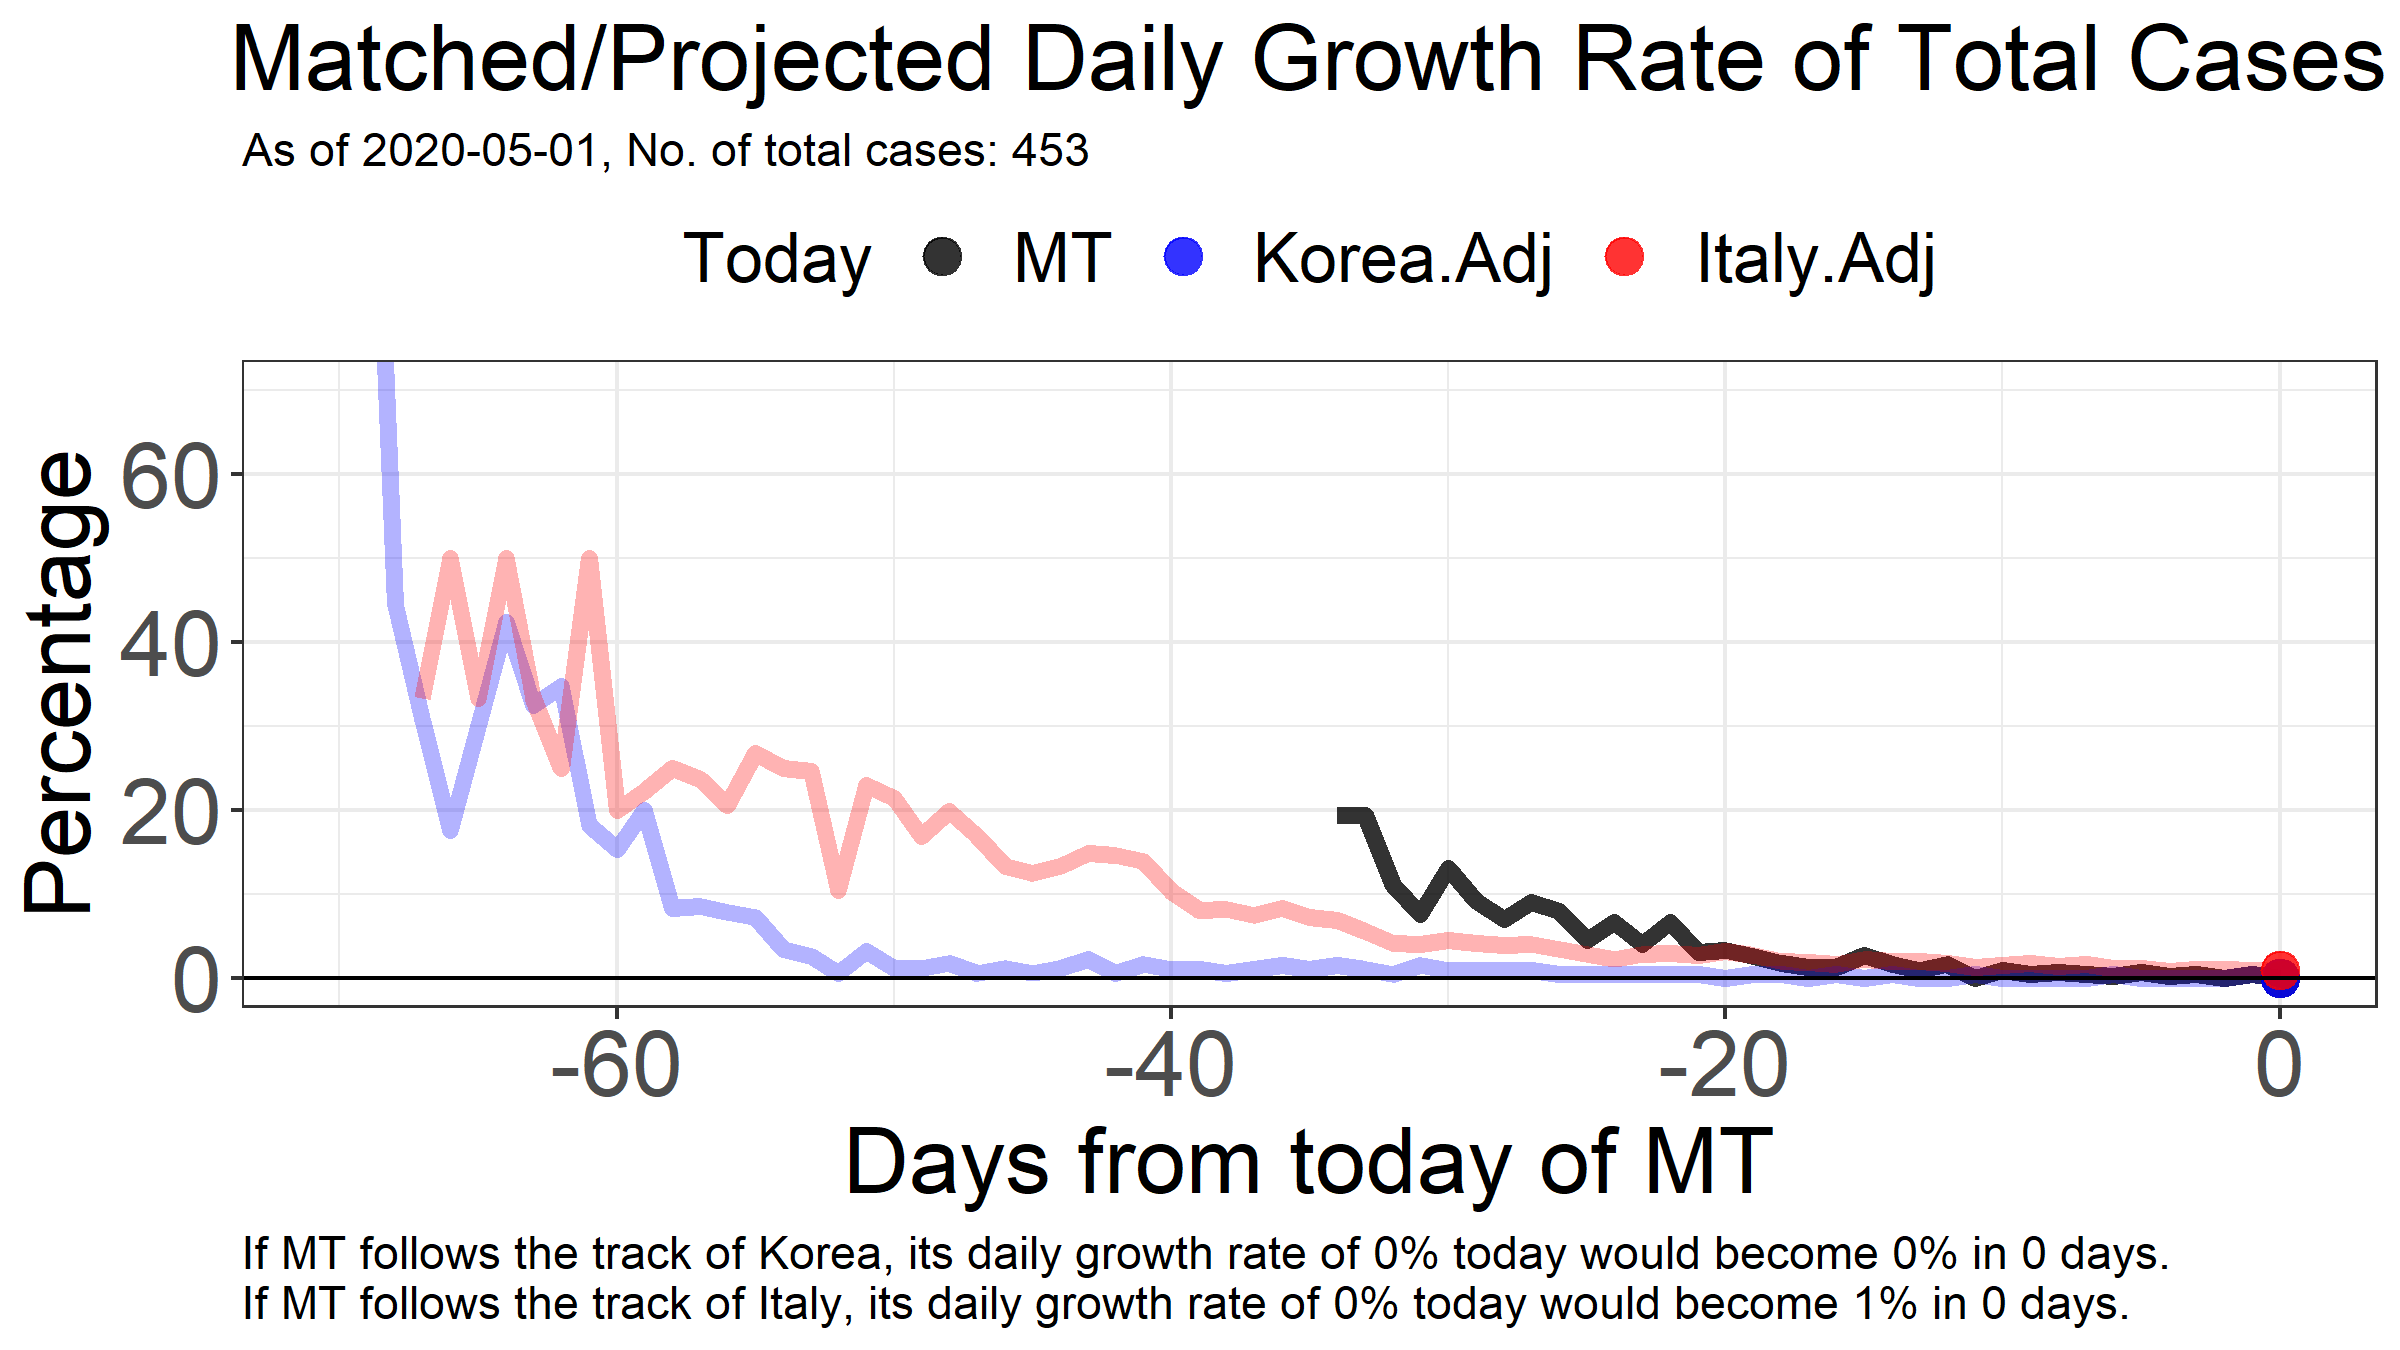 Matched/Projected Daily Growth Rate of Total Cases
As of 2020-05-01, No. of total cases: 453
Today MT Korea.Adj Italy.Adj
Percentage
60
40
20
0
-60 -40 -20 0
Days from today of MT
If MT follows the track of Korea, its daily growth rate of 0% today would become 0% in 0 days.
If MT follows the track of Italy, its daily growth rate of 0% today would become 1% in 0 days.